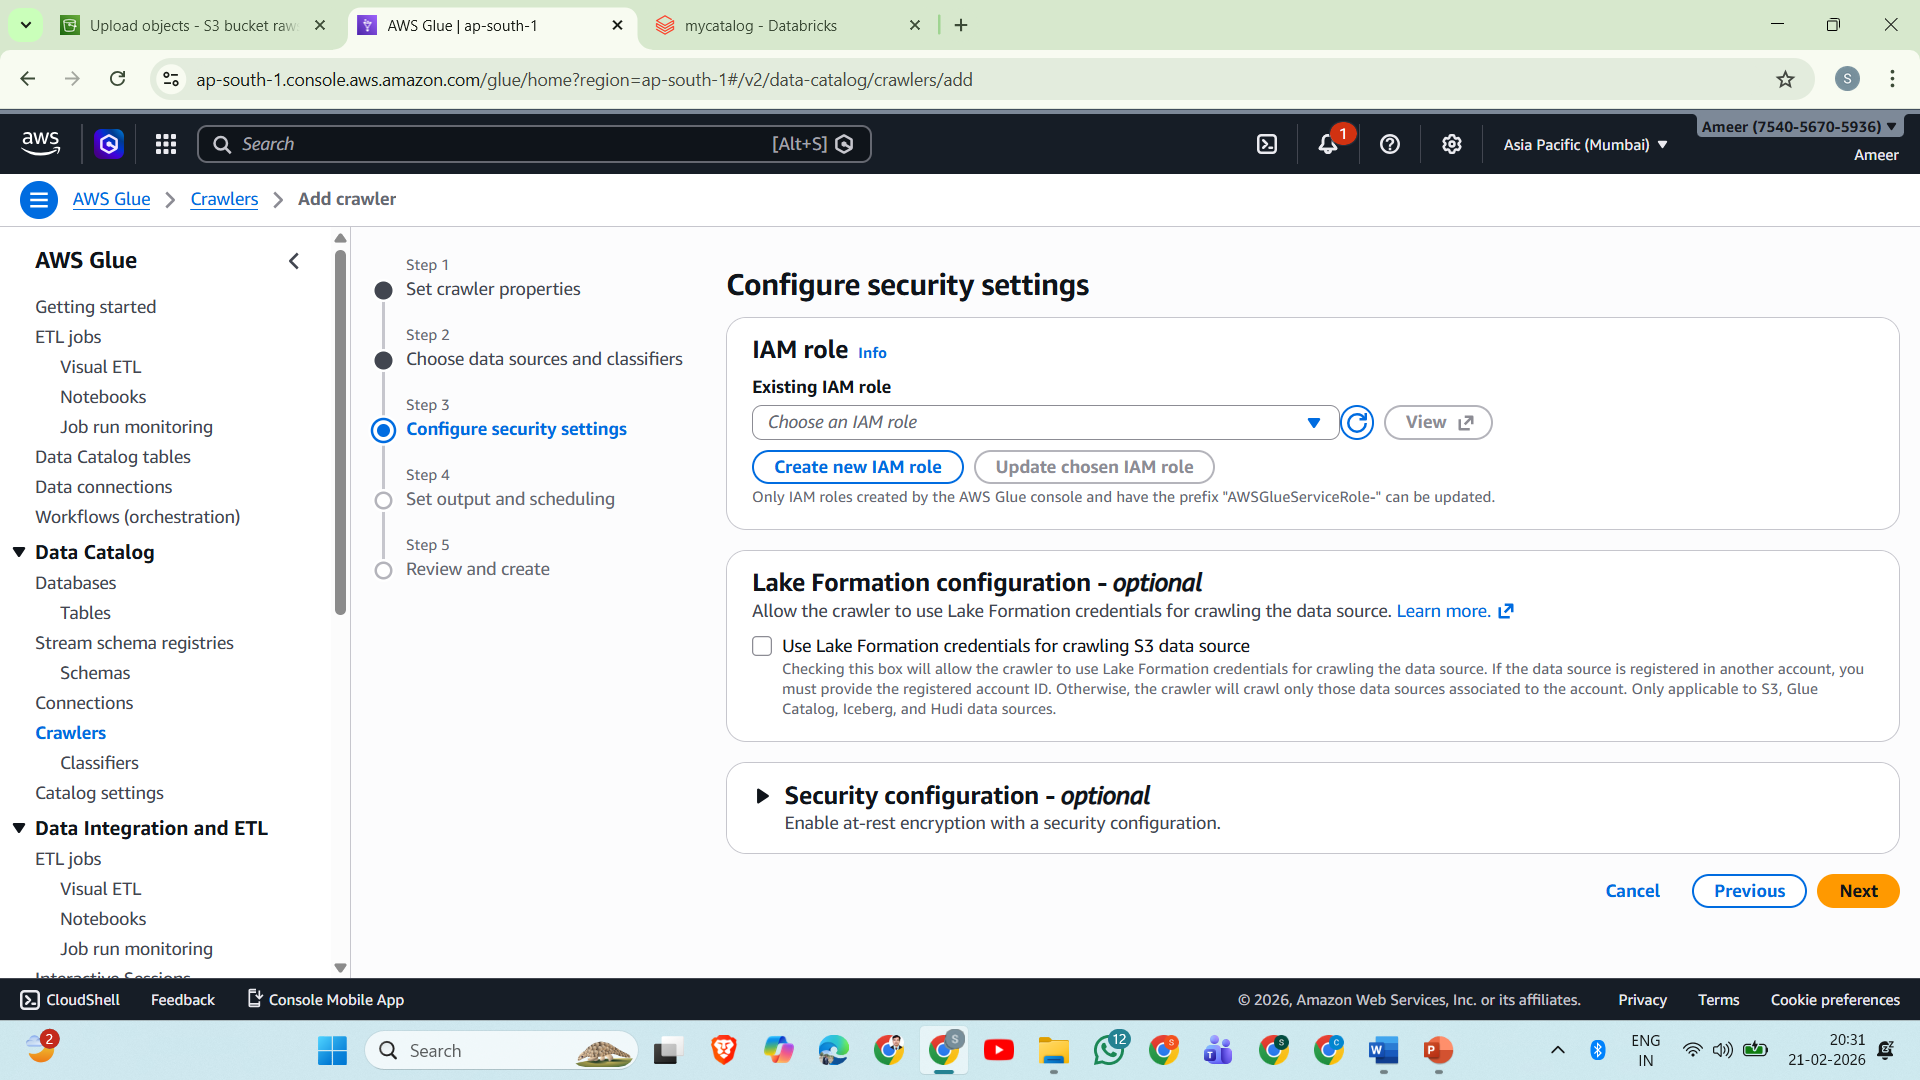 Upload objects - S3 bucket raw
AWS Glue | ap-south-1
mycatalog - Databricks
ap-south-1.console.aws.amazon.com/glue/home?region=ap-south-1#/v2/data-catalog/crawlers/add
S
aws
Search
[Alt+S]
1
Asia Pacific (Mumbai)
Ameer (7540-5670-5936)
Ameer
AWS Glue
Crawlers
Add crawler
AWS Glue
Getting started
ETL jobs
Visual ETL
Notebooks
Job run monitoring
Data Catalog tables
Data connections
Workflows (orchestration)
Data Catalog
Databases
Tables
Stream schema registries
Schemas
Connections
Crawlers
Classifiers
Catalog settings
Data Integration and ETL
ETL jobs
Visual ETL
Notebooks
Job run monitoring
Interactive Sessions
Step 1
Set crawler properties
Step 2
Choose data sources and classifiers
Step 3
Configure security settings
Step 4
Set output and scheduling
Step 5
Review and create
Configure security settings
IAM role Info
Existing IAM role
Choose an IAM role
View
Create new IAM role
Update chosen IAM role
Only IAM roles created by the AWS Glue console and have the prefix "AWSGlueServiceRole-" can be updated.
Lake Formation configuration - optional
Allow the crawler to use Lake Formation credentials for crawling the data source. Learn more.
Use Lake Formation credentials for crawling S3 data source
Checking this box will allow the crawler to use Lake Formation credentials for crawling the data source. If the data source is registered in another account, you
must provide the registered account ID. Otherwise, the crawler will crawl only those data sources associated to the account. Only applicable to S3, Glue
Catalog, Iceberg, and Hudi data sources.
Security configuration - optional
Enable at-rest encryption with a security configuration.
Cancel
Previous
Next
CloudShell
Feedback
Console Mobile App
© 2026, Amazon Web Services, Inc. or its affiliates.
Privacy
Terms
Cookie preferences
2
Search
S
12
S
T
S
C
W
P
ENG
IN
20:31
21-02-2026